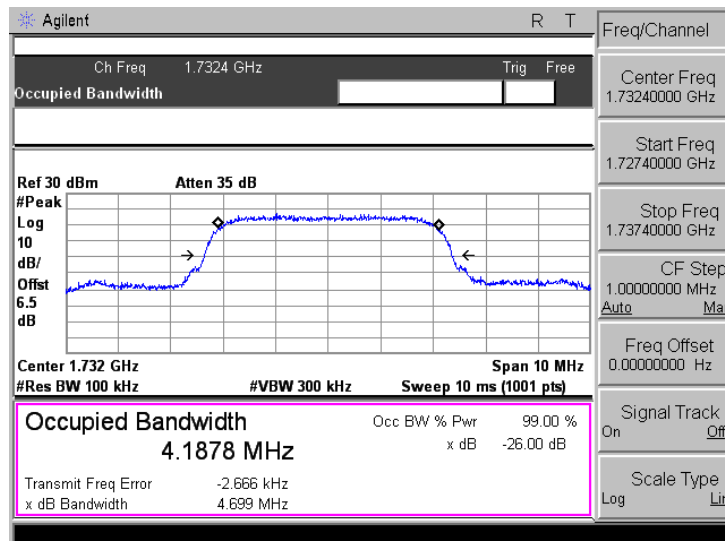 Agilent R T
Ch Freq 1.7324 GHz Trig Free
Occupied Bandwidth
Ref 30 dBm Atten 35 dB
#Peak
Log
10
dB/
Offst
6.5
dB
Center 1.732 GHz Span 10 MHz
#Res BW 100 kHz #VBW 300 kHz Sweep 10 ms (1001 pts)
Occupied Bandwidth
4.1878 MHz
Occ BW % Pwr 99.00 %
x dB -26.00 dB
Transmit Freq Error -2.666 kHz
x dB Bandwidth 4.699 MHz
Freq/Channel
Center Freq
1.73240000 GHz
Start Freq
1.72740000 GHz
Stop Freq
1.73740000 GHz
CF Step
1.00000000 MHz
Auto Ma
Freq Offset
0.00000000 Hz
Signal Track
On Off
Scale Type
Log Lin